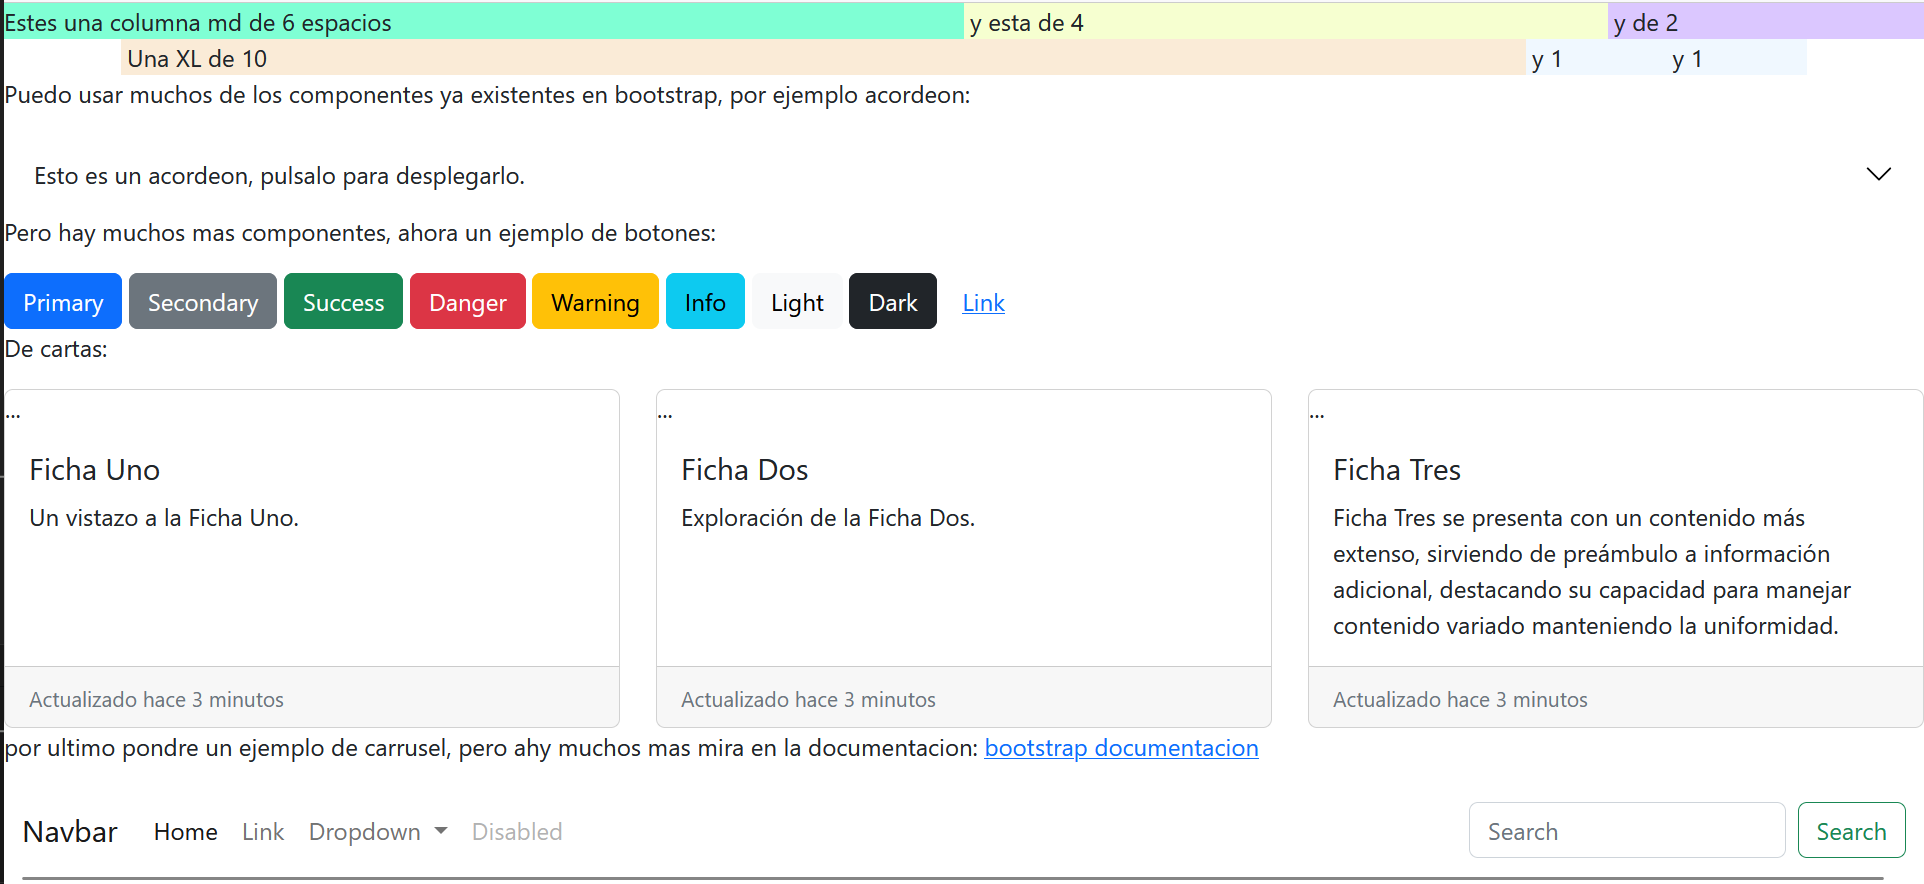 Estes una columna md de 6 espacios y esta de 4 y de 2
Una XL de 10 y 1 y 1
Puedo usar muchos de los componentes ya existentes en bootstrap, por ejemplo acordeon:
Esto es un acordeon, pulsalo para desplegarlo.
Pero hay muchos mas componentes, ahora un ejemplo de botones:
Primary Secondary Success Danger Warning Info Light Dark Link
De cartas:
... ... ...
Ficha Uno
Un vistazo a la Ficha Uno.
Actualizado hace 3 minutos
Ficha Dos
Exploración de la Ficha Dos.
Actualizado hace 3 minutos
Ficha Tres
Ficha Tres se presenta con un contenido más
extenso, sirviendo de preámbulo a información
adicional, destacando su capacidad para manejar
contenido variado manteniendo la uniformidad.
Actualizado hace 3 minutos
por ultimo pondre un ejemplo de carrusel, pero ahy muchos mas mira en la documentacion: bootstrap documentacion
Navbar Home Link Dropdown Disabled Search Search